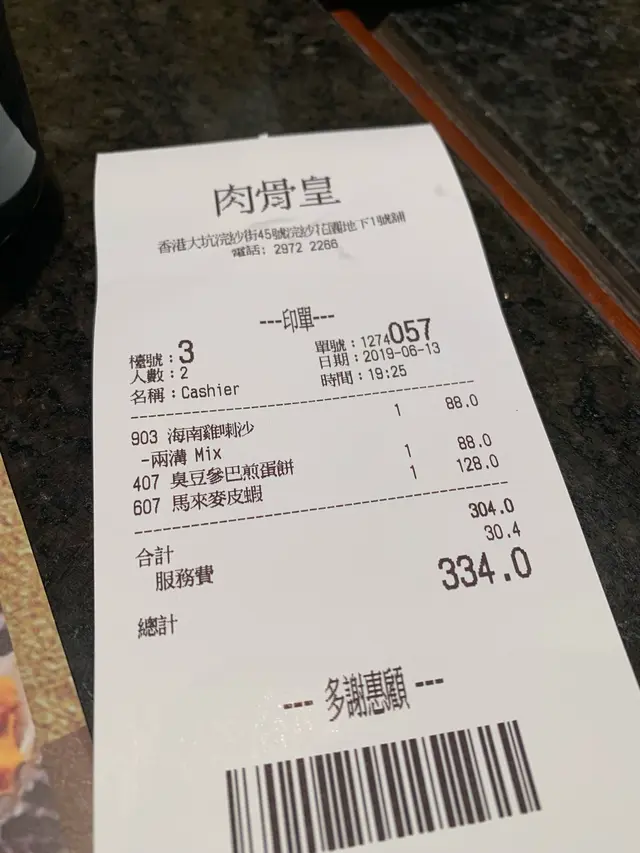 肉骨皇
香港大坑浣紗街45號浣紗花園地下1號舖
電話: 2972 2266
---印單---
檯號：3 單號：1274057
人數：2 日期：2019-06-13
名稱：Cashier 時間：19:25
903 海南雞喇沙 1 88.0
-兩溝 Mix
407 臭豆參巴煎蛋餅 1 88.0
607 馬來麥皮蝦 1 128.0
合計 304.0
服務費 30.4
總計 334.0
--- 多謝惠顧 ---